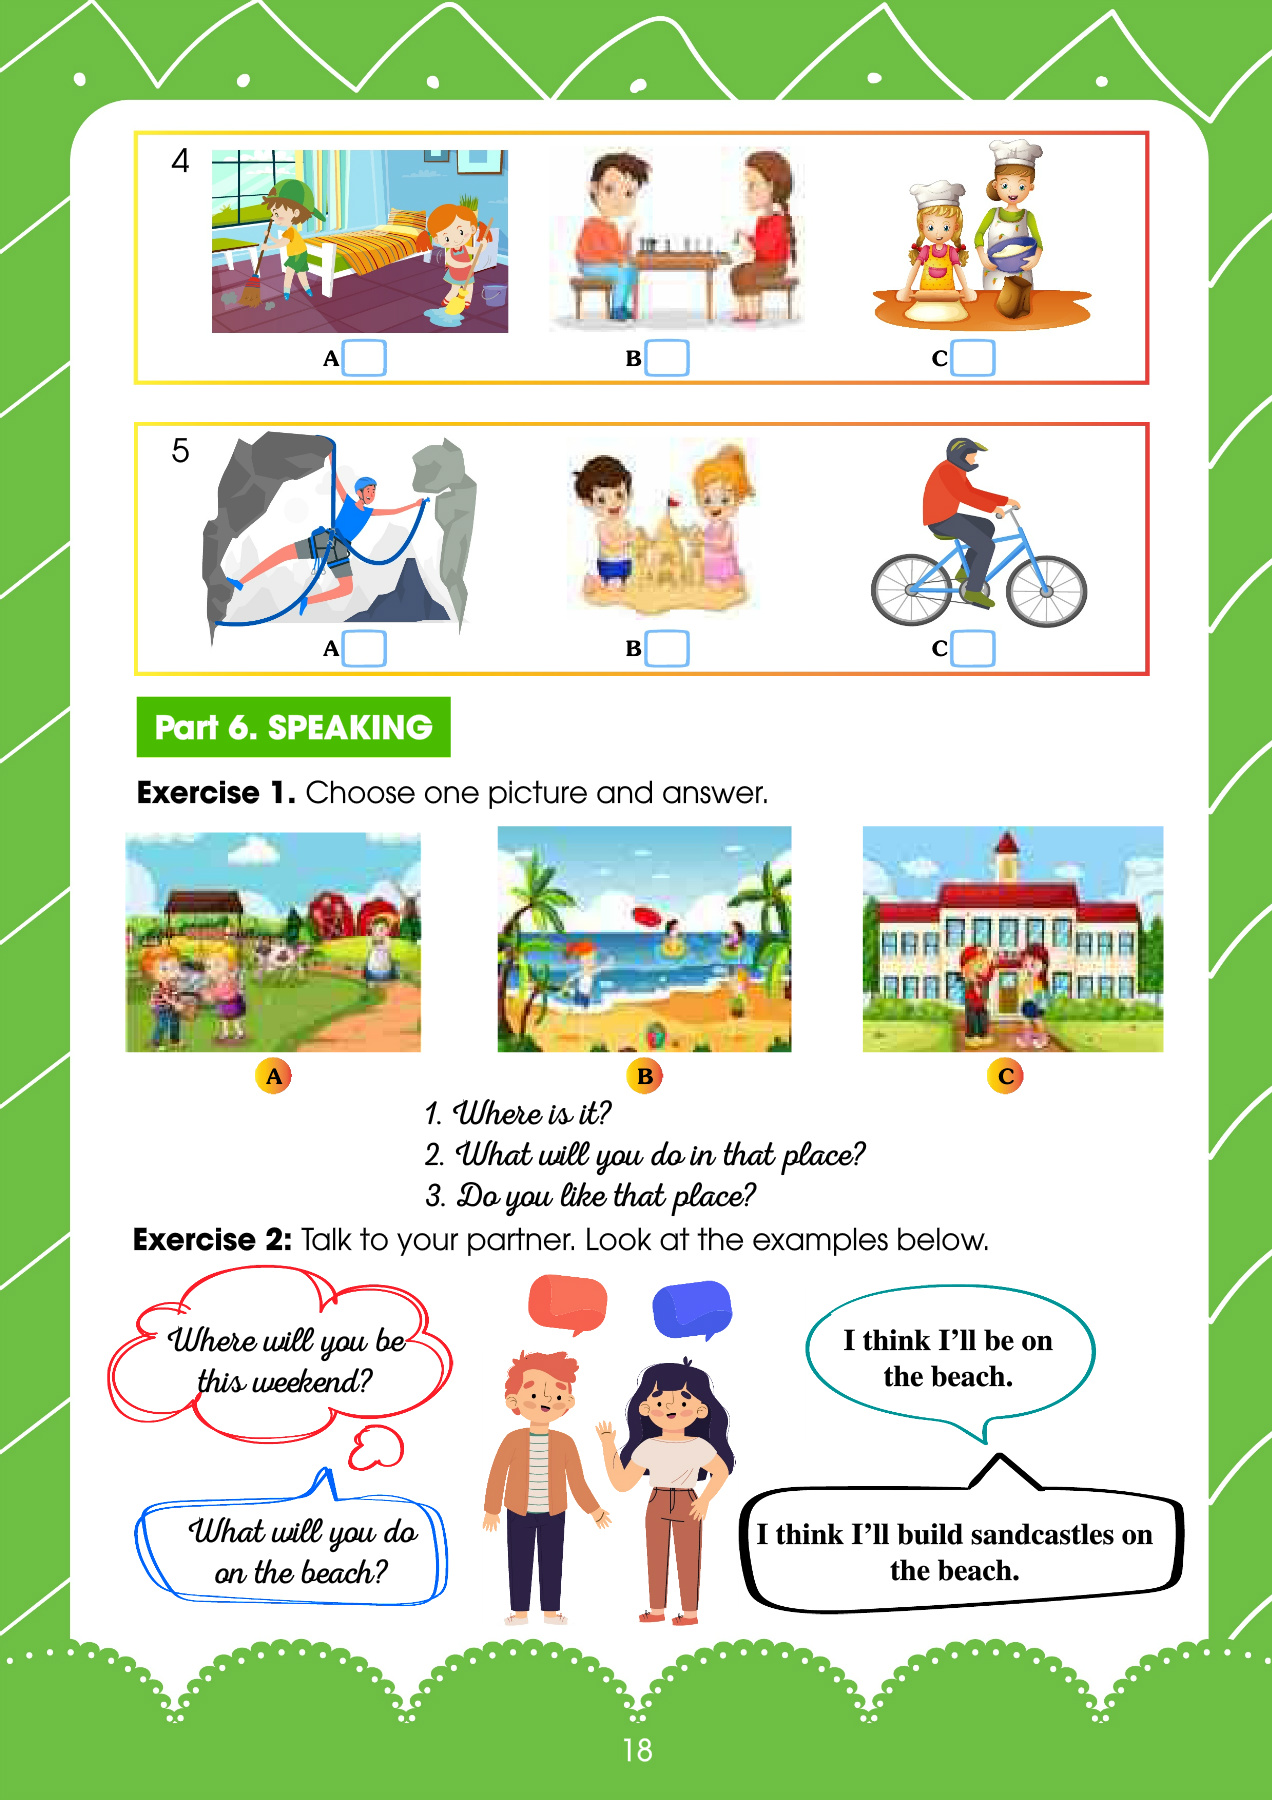 4
A
B
C
5
A
B
C
Part 6. SPEAKING
Exercise 1. Choose one picture and answer.
A
B
C
1. Where is it?
2. What will you do in that place?
3. Do you like that place?
Exercise 2: Talk to your partner. Look at the examples below.
Where will you be
this weekend?
I think I'll be on
the beach.
What will you do
on the beach?
I think I'll build sandcastles on
the beach.
18